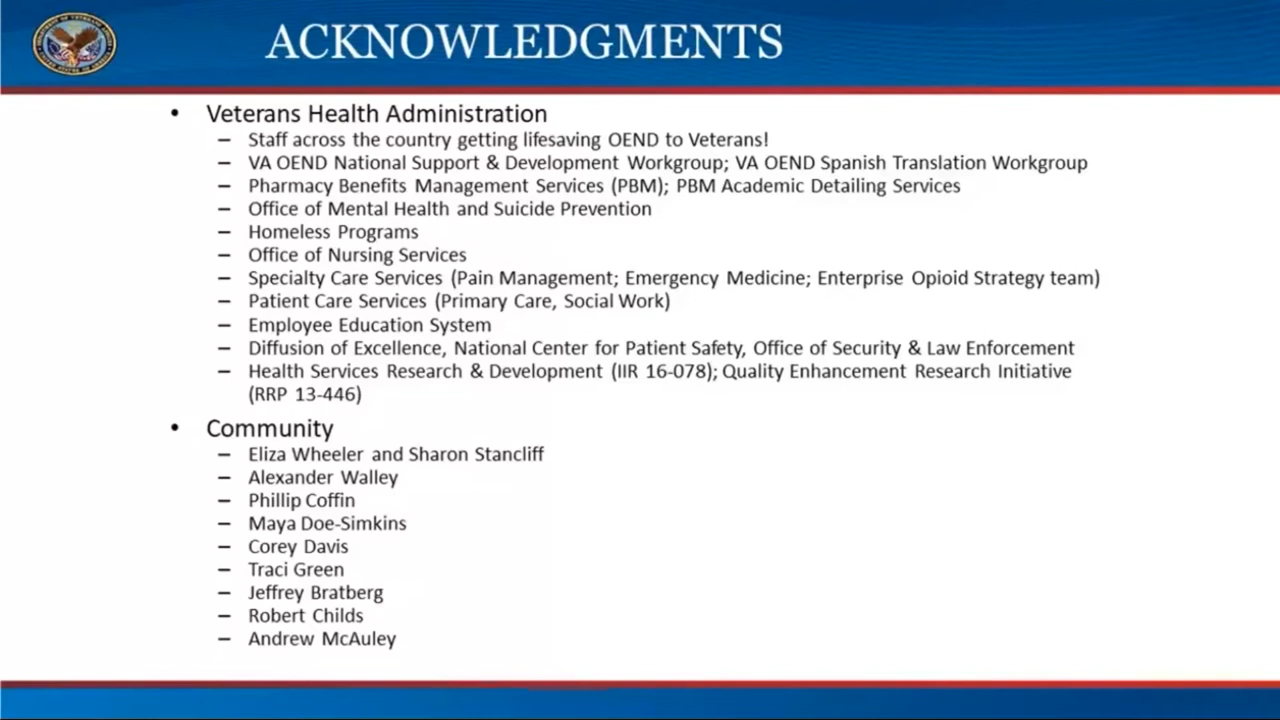 ACKNOWLEDGMENTS
• Veterans Health Administration
– Staff across the country getting lifesaving OEND to Veterans!
– VA OEND National Support & Development Workgroup; VA OEND Spanish Translation Workgroup
– Pharmacy Benefits Management Services (PBM); PBM Academic Detailing Services
– Office of Mental Health and Suicide Prevention
– Homeless Programs
– Office of Nursing Services
– Specialty Care Services (Pain Management; Emergency Medicine; Enterprise Opioid Strategy team)
– Patient Care Services (Primary Care, Social Work)
– Employee Education System
– Diffusion of Excellence, National Center for Patient Safety, Office of Security & Law Enforcement
– Health Services Research & Development (IIR 16-078); Quality Enhancement Research Initiative
(RRP 13-446)
• Community
– Eliza Wheeler and Sharon Stancliff
– Alexander Walley
– Phillip Coffin
– Maya Doe-Simkins
– Corey Davis
– Traci Green
– Jeffrey Bratberg
– Robert Childs
– Andrew McAuley